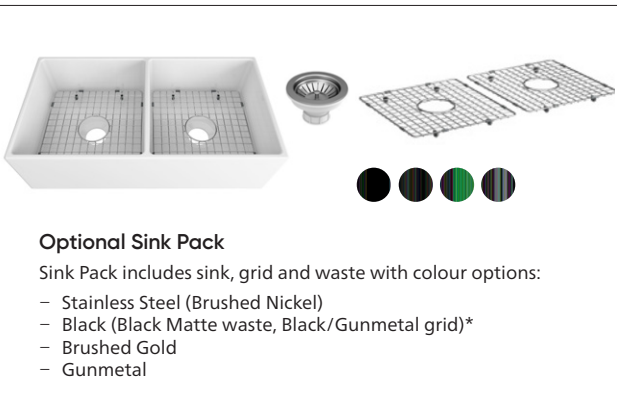 Optional Sink Pack
Sink Pack includes sink, grid and waste with colour options:
– Stainless Steel (Brushed Nickel)
– Black (Black Matte waste, Black/Gunmetal grid)*
– Brushed Gold
– Gunmetal